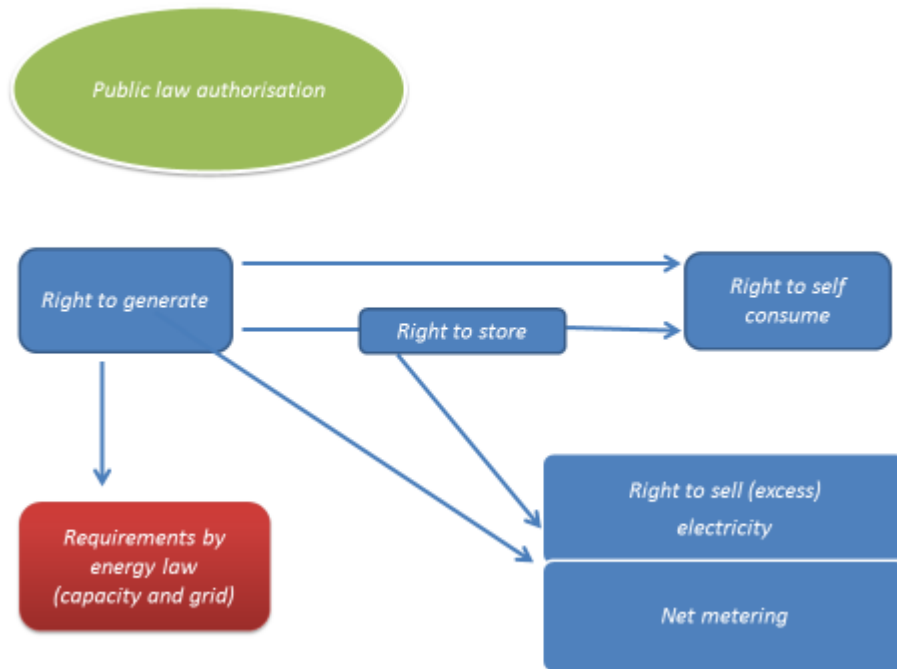 Public law authorisation
Right to generate
Right to store
Right to self
consume
Requirements by
energy law
(capacity and grid)
Right to sell (excess)
electricity
Net metering